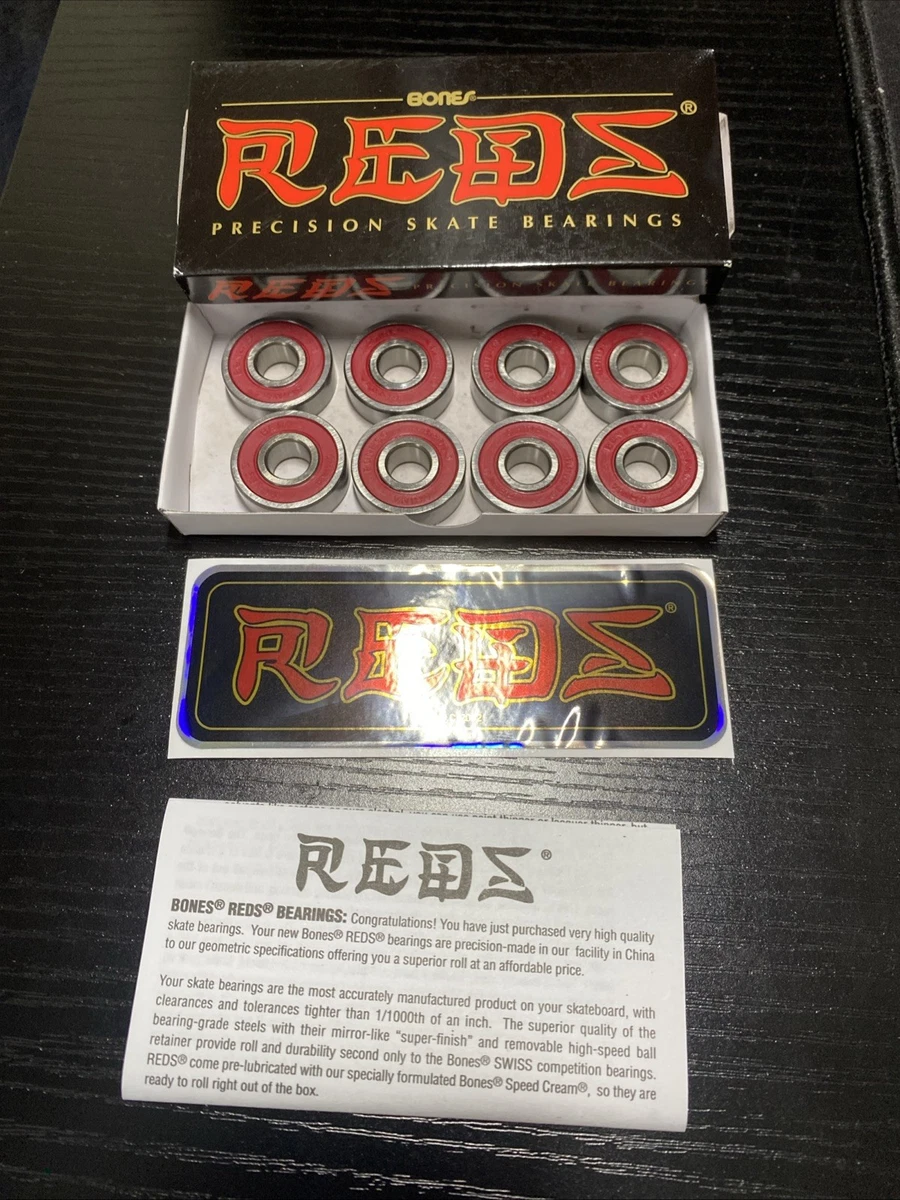 BONES®
REDS®
PRECISION SKATE BEARINGS
REDS PRECISION SKATE BEARING
REDS®
REDS®
BONES® REDS® BEARINGS: Congratulations! You have just purchased very high quality
skate bearings. Your new Bones® REDS® bearings are precision-made in our facility in China
to our geometric specifications offering you a superior roll at an affordable price.
Your skate bearings are the most accurately manufactured product on your skateboard, with
clearances and tolerances tighter than 1/1000th of an inch. The superior quality of the
bearing-grade steels with their mirror-like "super-finish" and removable high-speed ball
retainer provide roll and durability second only to the Bones® SWISS competition bearings.
REDS® come pre-lubricated with our specially formulated Bones® Speed Cream®, so they are
ready to roll right out of the box.